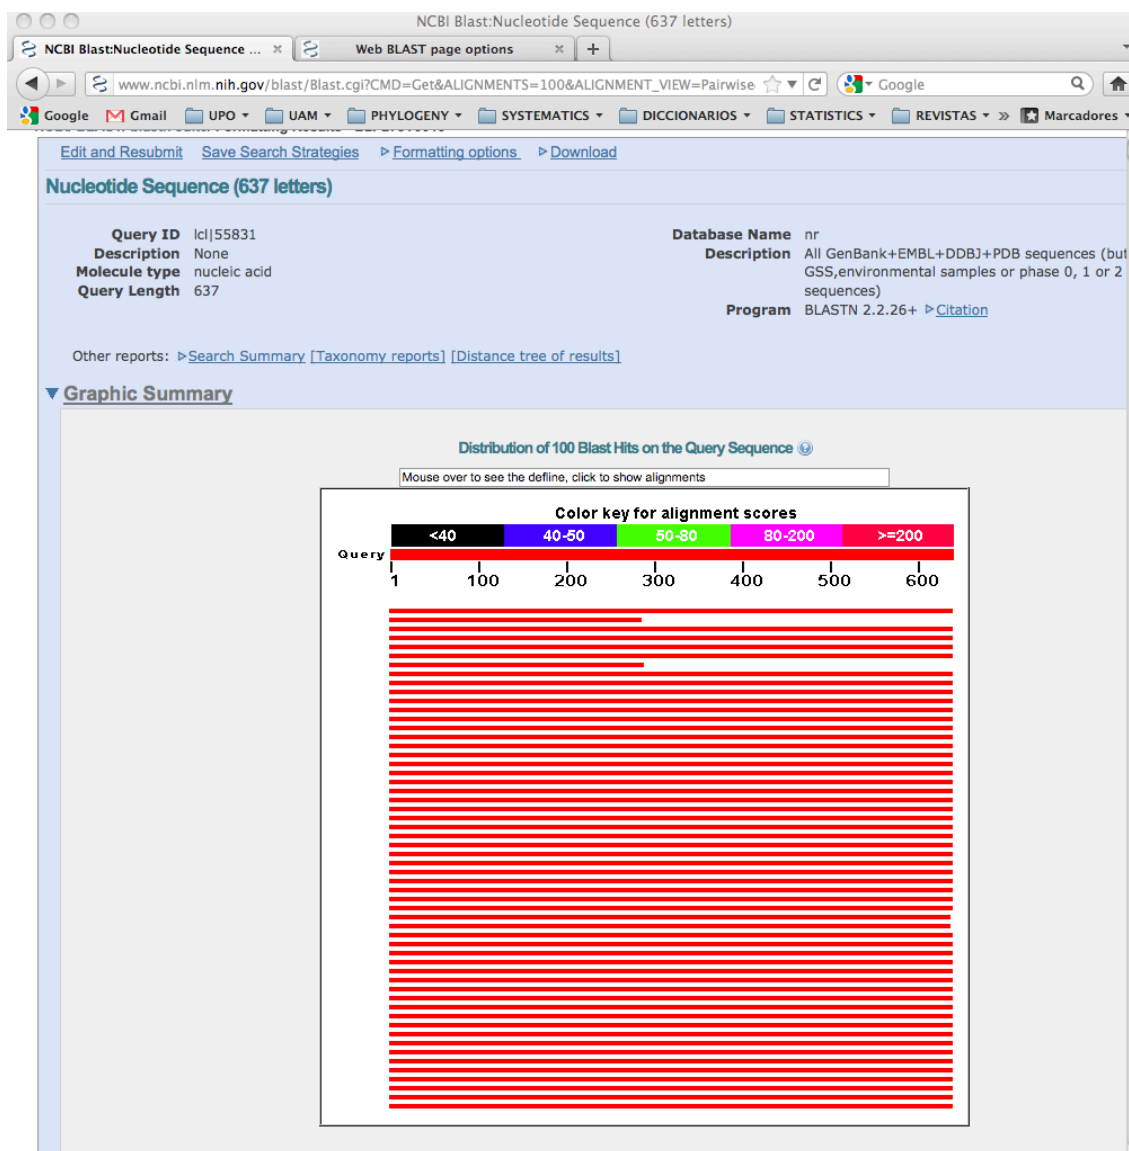 NCBI Blast:Nucleotide Sequence (637 letters)
NCBI Blast:Nucleotide Sequence ... × Web BLAST page options × +
www.ncbi.nlm.nih.gov/blast/Blast.cgi?CMD=Get&ALIGNMENTS=100&ALIGNMENT_VIEW=Pairwise Google
Google Gmail UPO UAM PHYLOGENY SYSTEMATICS DICCIONARIOS STATISTICS REVISTAS » Marcadores
Edit and Resubmit Save Search Strategies Formatting options Download
Nucleotide Sequence (637 letters)
Query ID lcl|55831
Description None
Molecule type nucleic acid
Query Length 637
Database Name nr
Description All GenBank+EMBL+DDBJ+PDB sequences (but
GSS,environmental samples or phase 0, 1 or 2
sequences)
Program BLASTN 2.2.26+ Citation
Other reports: Search Summary [Taxonomy reports] [Distance tree of results]
Graphic Summary
Distribution of 100 Blast Hits on the Query Sequence ?
Mouse over to see the defline, click to show alignments
Color key for alignment scores
<40 40-50 50-80 80-200 >=200
Query
1 100 200 300 400 500 600